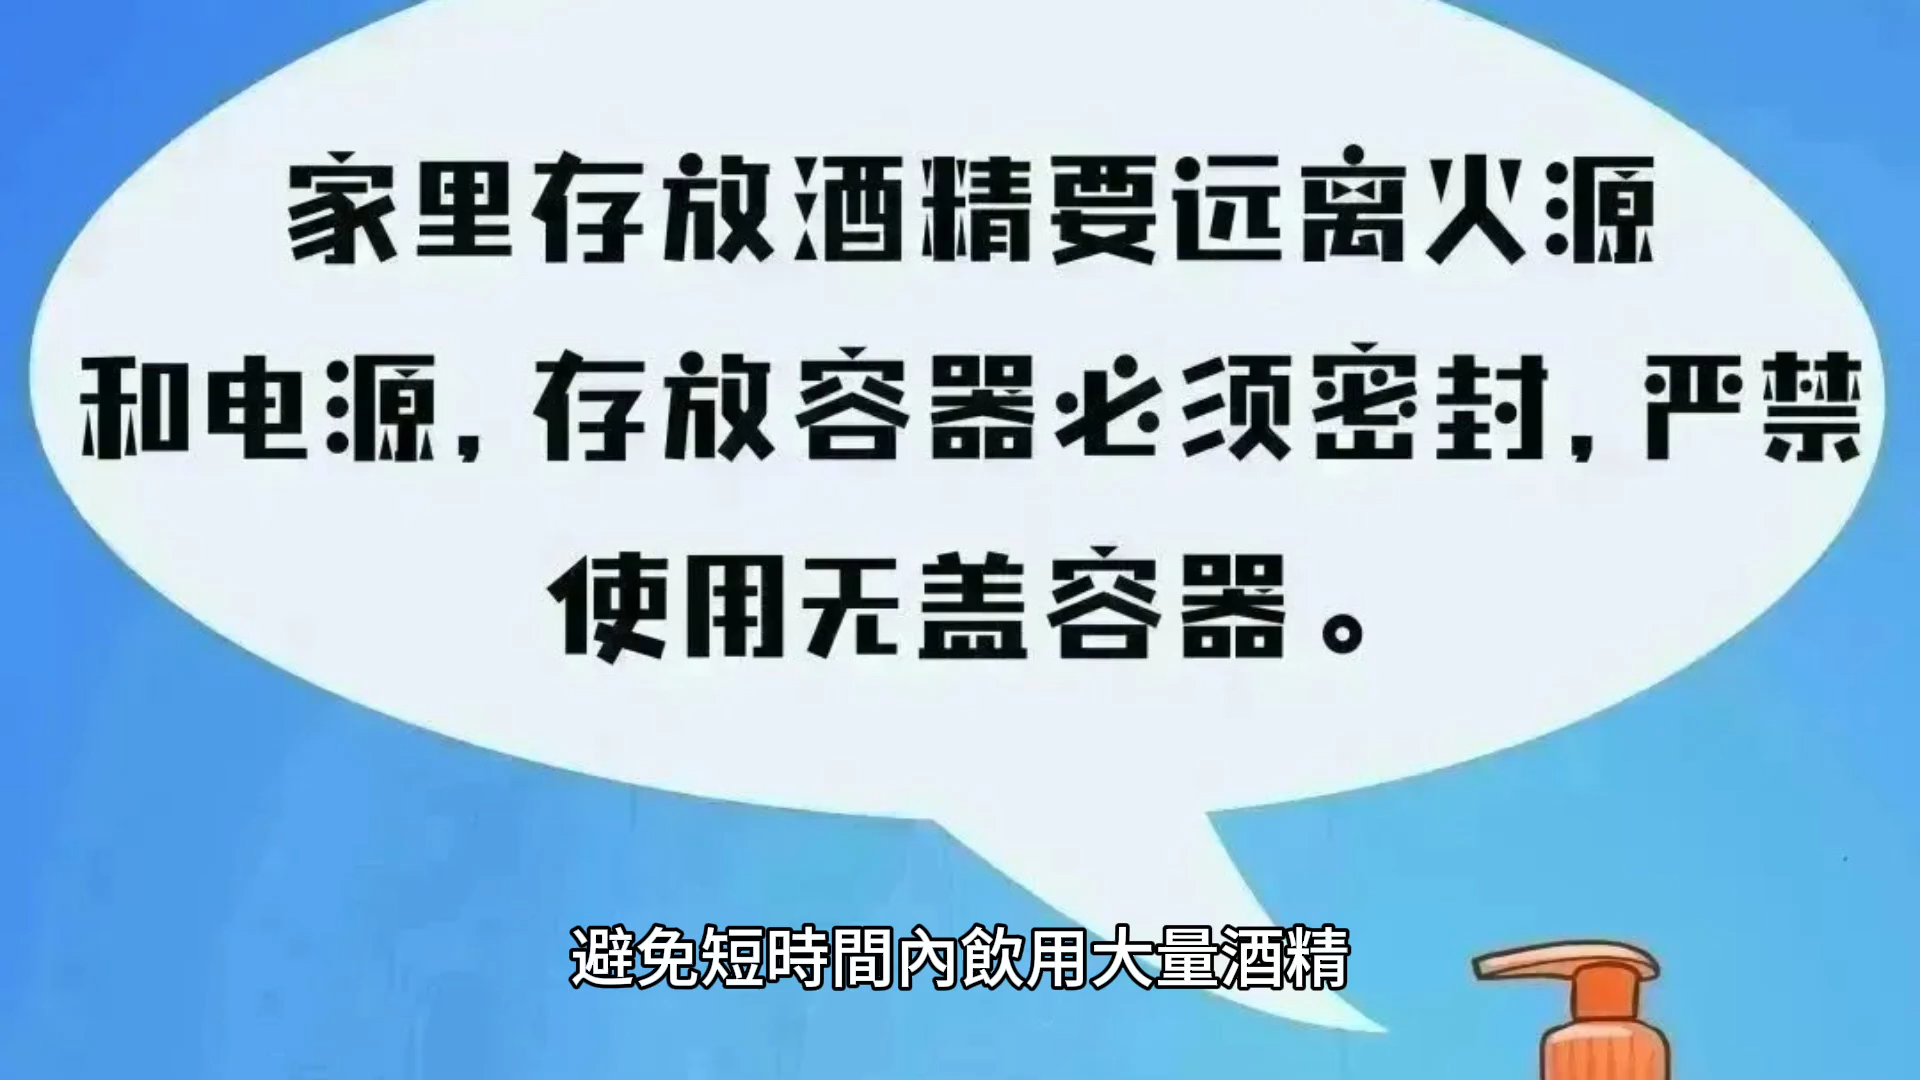 家里存放酒精要远离火源
和电源,存放容器必须密封,严禁
使用无盖容器。
避免短時間內飲用大量酒精